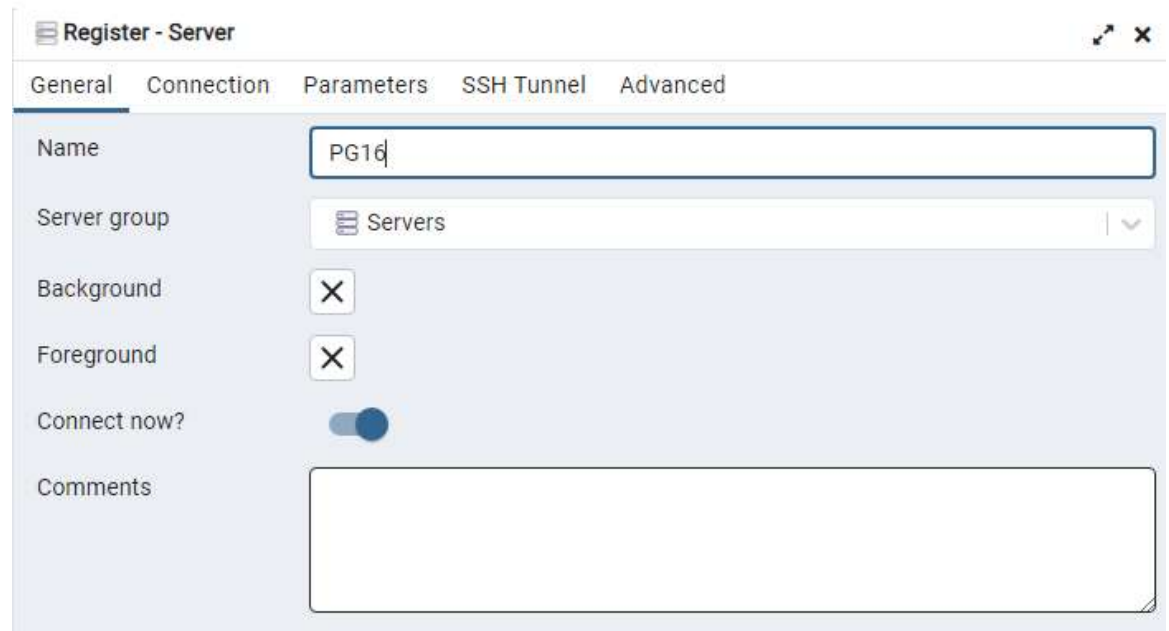 Register - Server
General Connection Parameters SSH Tunnel Advanced
Name PG16
Server group Servers
Background
Foreground
Connect now?
Comments